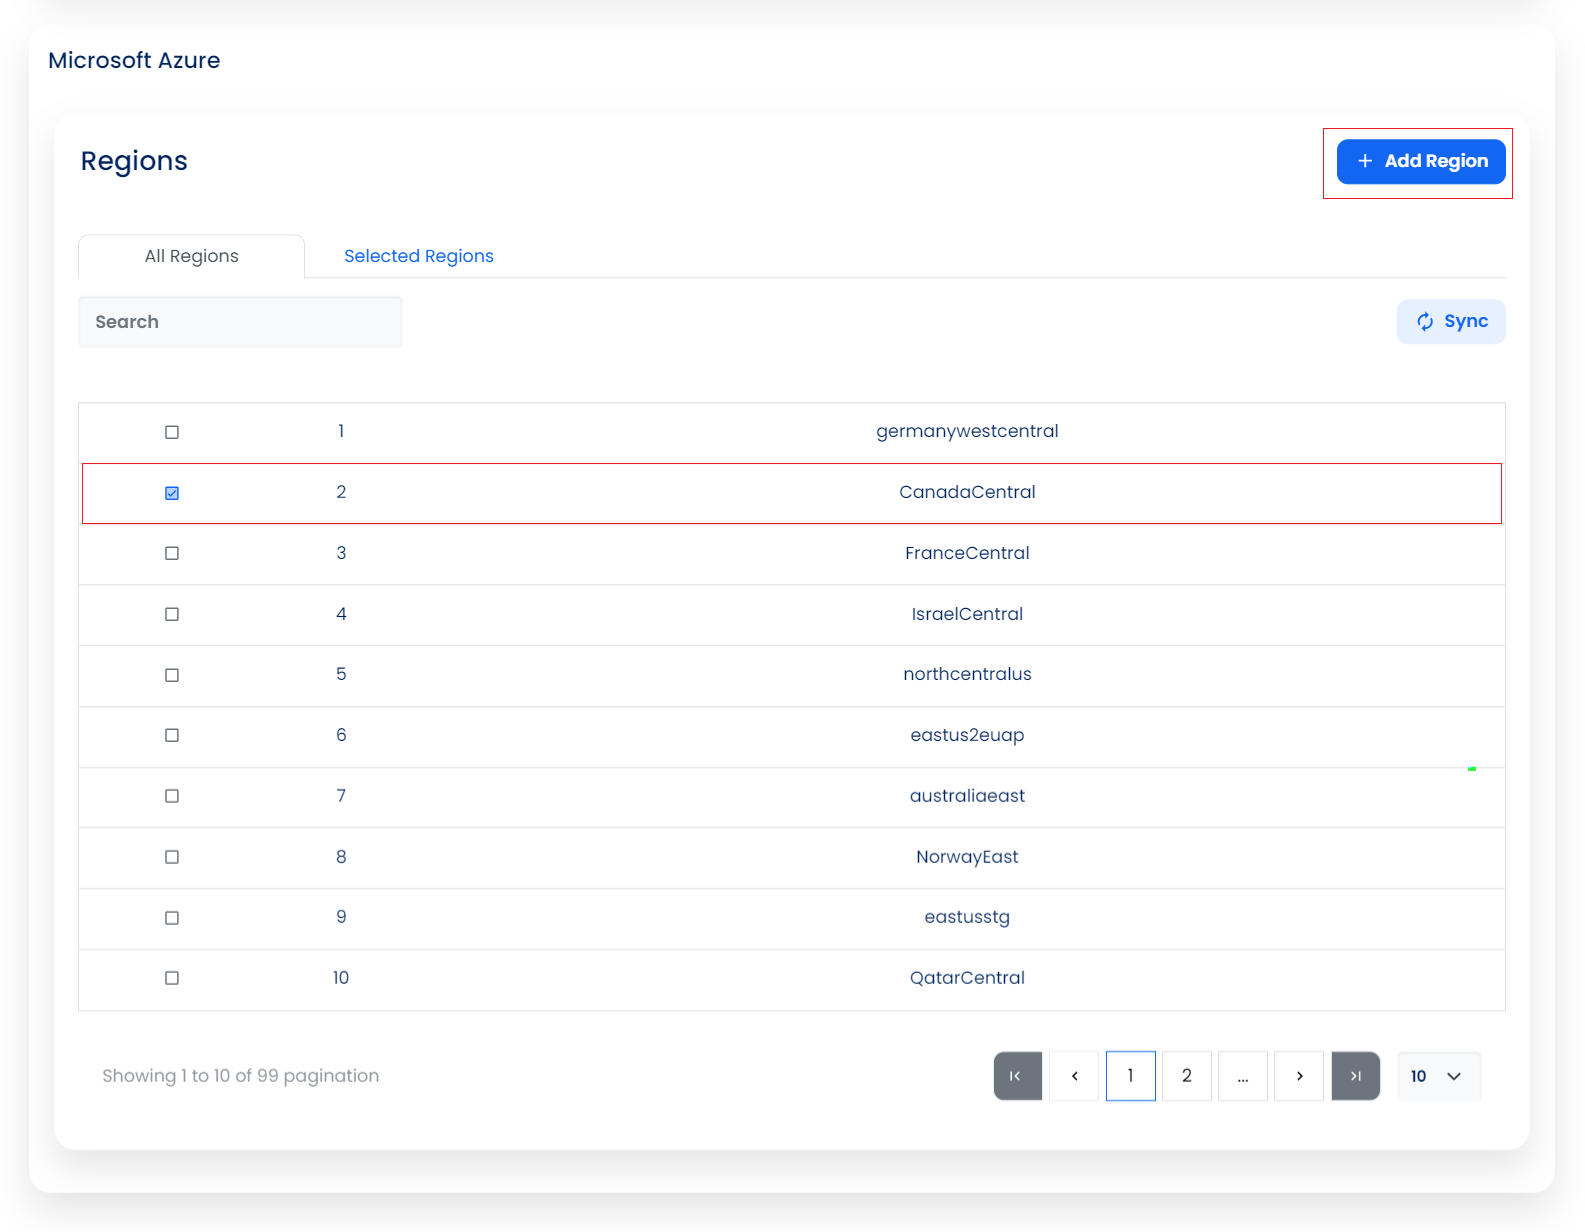 Microsoft Azure
Regions
+ Add Region
All Regions Selected Regions
Search
Sync
1 germanywestcentral
2 CanadaCentral
3 FranceCentral
4 IsraelCentral
5 northcentralus
6 eastus2euap
7 australiaeast
8 NorwayEast
9 eastusstg
10 QatarCentral
Showing 1 to 10 of 99 pagination 1 2 ... 10